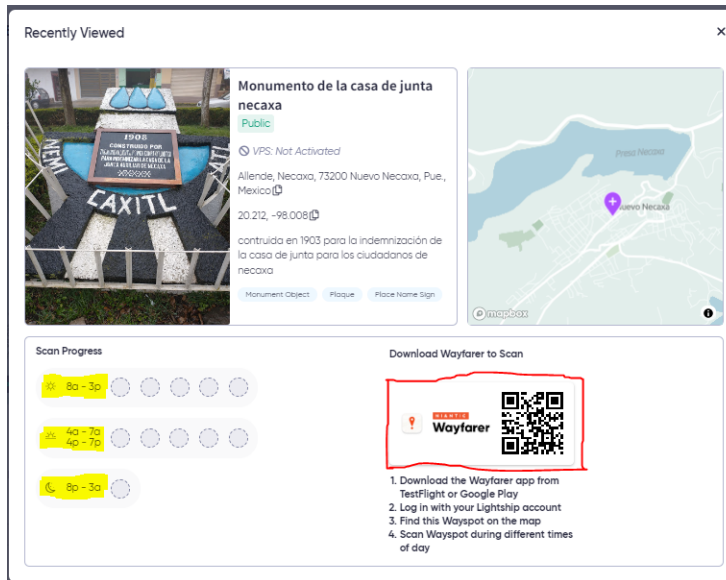 Recently Viewed
Monumento de la casa de junta
necaxa
Public
VPS: Not Activated
Allende, Necaxa, 73200 Nuevo Necaxa, Pue.,
Mexico
20.212, -98.008
contruida en 1903 para la indemnización de
la casa de junta para los ciudadanos de
necaxa
Monument Object
Plaque
Place Name Sign
1905
CONSTRUIDO POR
NEMI
CAXITL
Presa Necaxa
Nuevo Necaxa
mapbox
Scan Progress
8a - 3p
4a - 7a
4p - 7p
8p - 3a
Download Wayfarer to Scan
NIANTIC
Wayfarer
1. Download the Wayfarer app from
TestFlight or Google Play
2. Log in with your Lightship account
3. Find this Wayspot on the map
4. Scan Wayspot during different times
of day